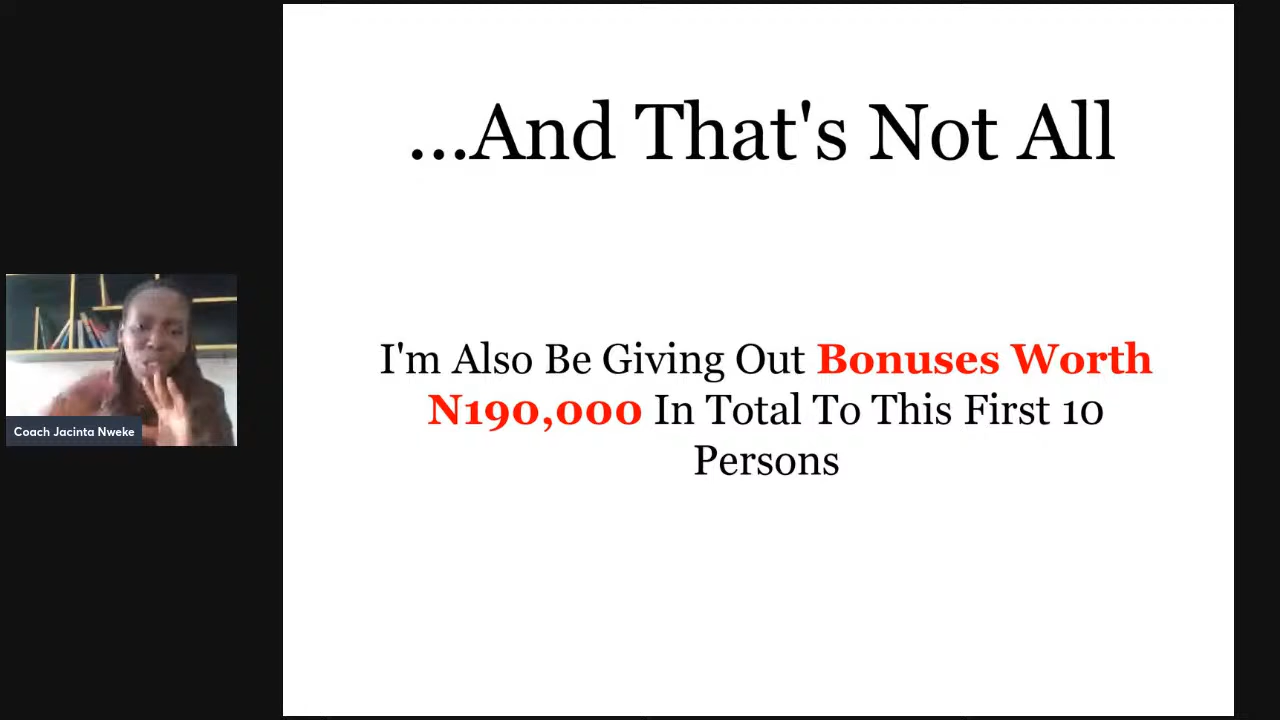 ...And That's Not All
I'm Also Be Giving Out Bonuses Worth
N190,000 In Total To This First 10
Persons
Coach Jacinta Nweke